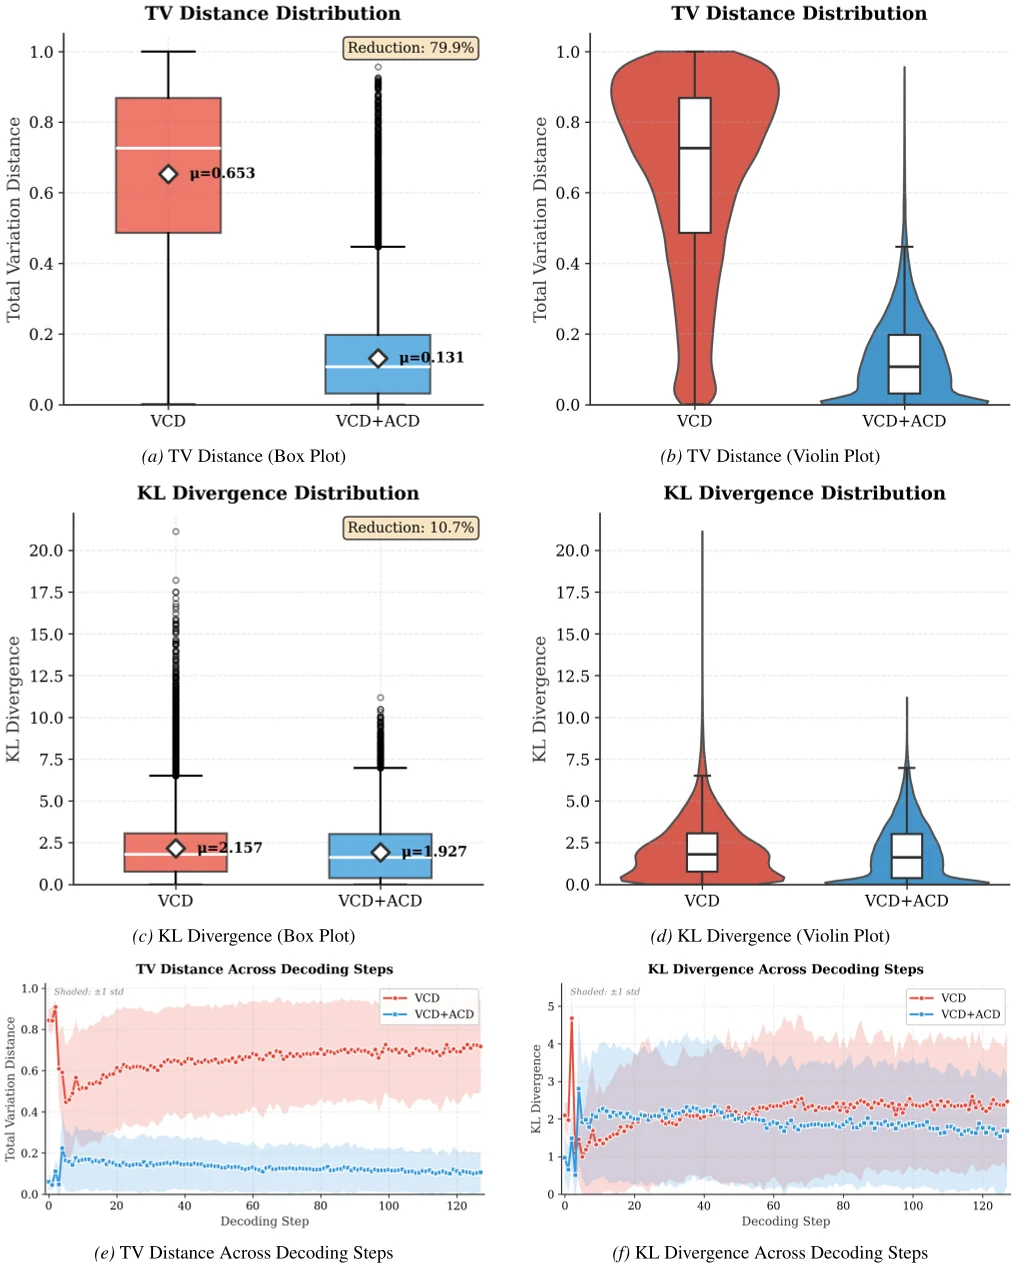 TV Distance Distribution
Total Variation Distance
1.0
0.8
0.6
0.4
0.2
0.0
Reduction: 79.9%
μ=0.653
μ=0.131
VCD
VCD+ACD
(a) TV Distance (Box Plot)
TV Distance Distribution
Total Variation Distance
1.0
0.8
0.6
0.4
0.2
0.0
VCD
VCD+ACD
(b) TV Distance (Violin Plot)
KL Divergence Distribution
KL Divergence
20.0
17.5
15.0
12.5
10.0
7.5
5.0
2.5
0.0
Reduction: 10.7%
μ=2.157
μ=1.927
VCD
VCD+ACD
(c) KL Divergence (Box Plot)
KL Divergence Distribution
KL Divergence
20.0
17.5
15.0
12.5
10.0
7.5
5.0
2.5
0.0
VCD
VCD+ACD
(d) KL Divergence (Violin Plot)
TV Distance Across Decoding Steps
Total Variation Distance
1.0
0.8
0.6
0.4
0.2
0.0
Shaded: ±1 std
VCD
VCD+ACD
0 20 40 60 80 100 120
Decoding Step
(e) TV Distance Across Decoding Steps
KL Divergence Across Decoding Steps
KL Divergence
5
4
3
2
1
0
Shaded: ±1 std
VCD
VCD+ACD
0 20 40 60 80 100 120
Decoding Step
(f) KL Divergence Across Decoding Steps